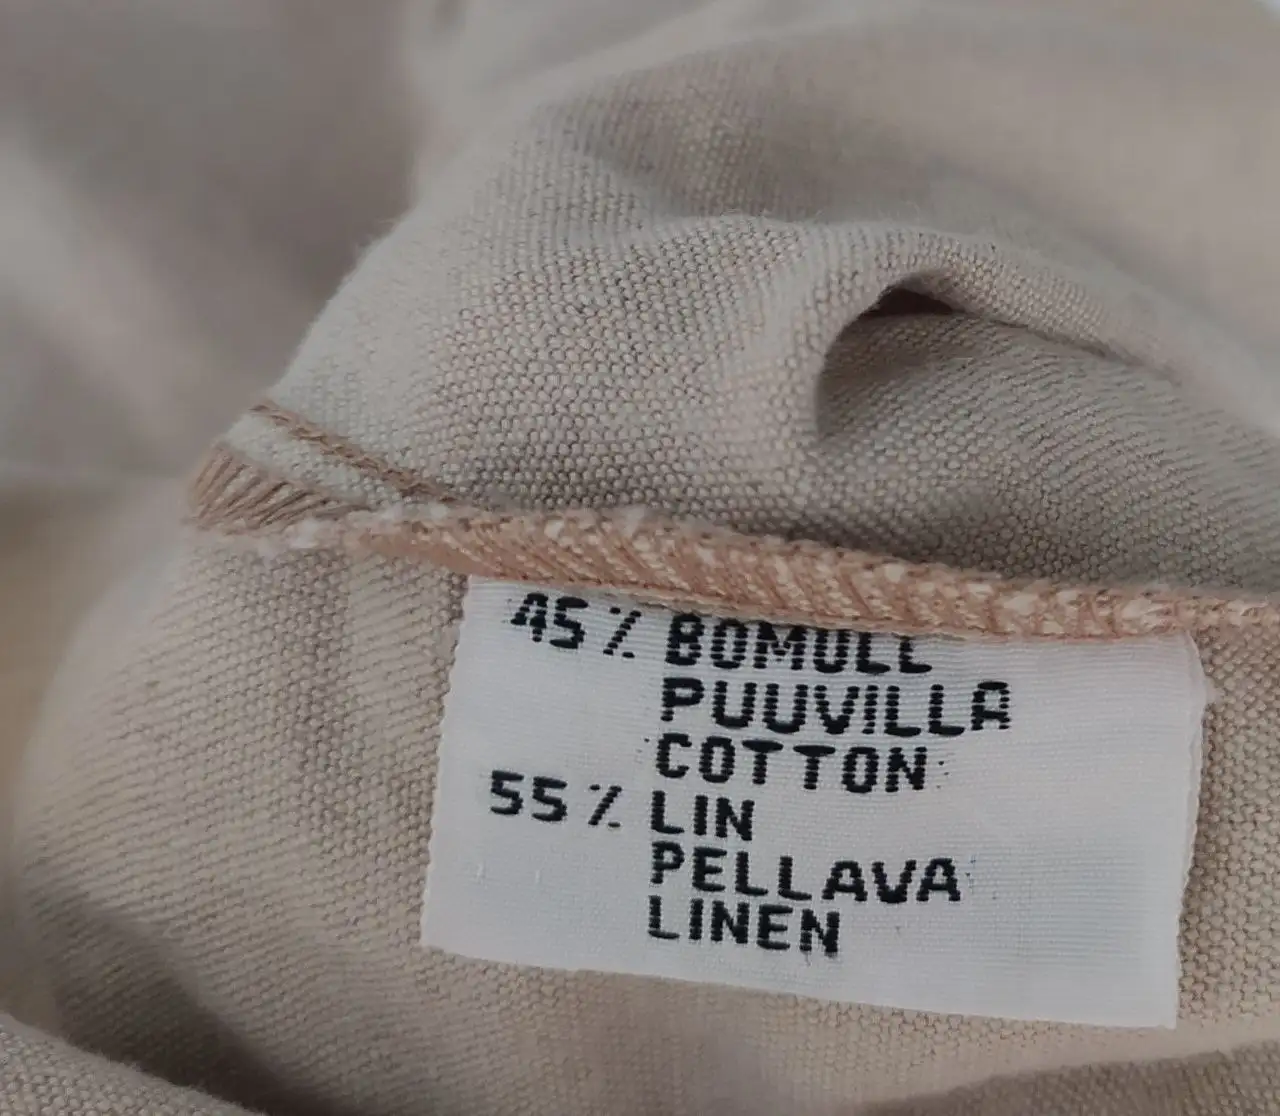 45% BOMULL
PUUVILLA
COTTON
55% LIN
PELLAVA
LINEN